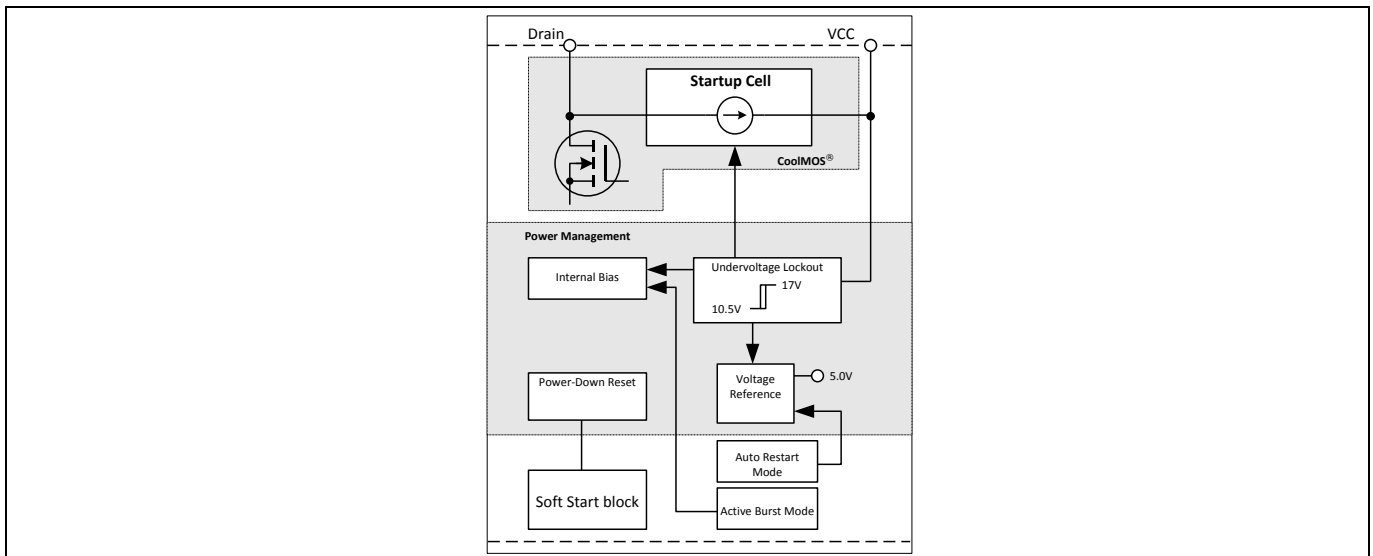 Drain
VCC
Startup Cell
CoolMOS®
Power Management
Internal Bias
Undervoltage Lockout
17V
10.5V
Power-Down Reset
Voltage
Reference
5.0V
Auto Restart
Mode
Soft Start block
Active Burst Mode